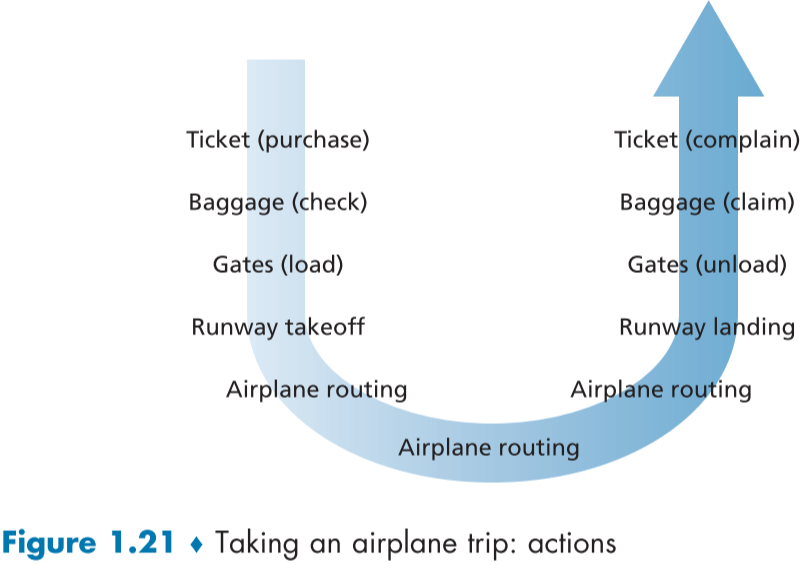 Ticket (purchase)
Ticket (complain)
Baggage (check)
Baggage (claim)
Gates (load)
Gates (unload)
Runway takeoff
Runway landing
Airplane routing
Airplane routing
Airplane routing
Figure 1.21 ♦ Taking an airplane trip: actions